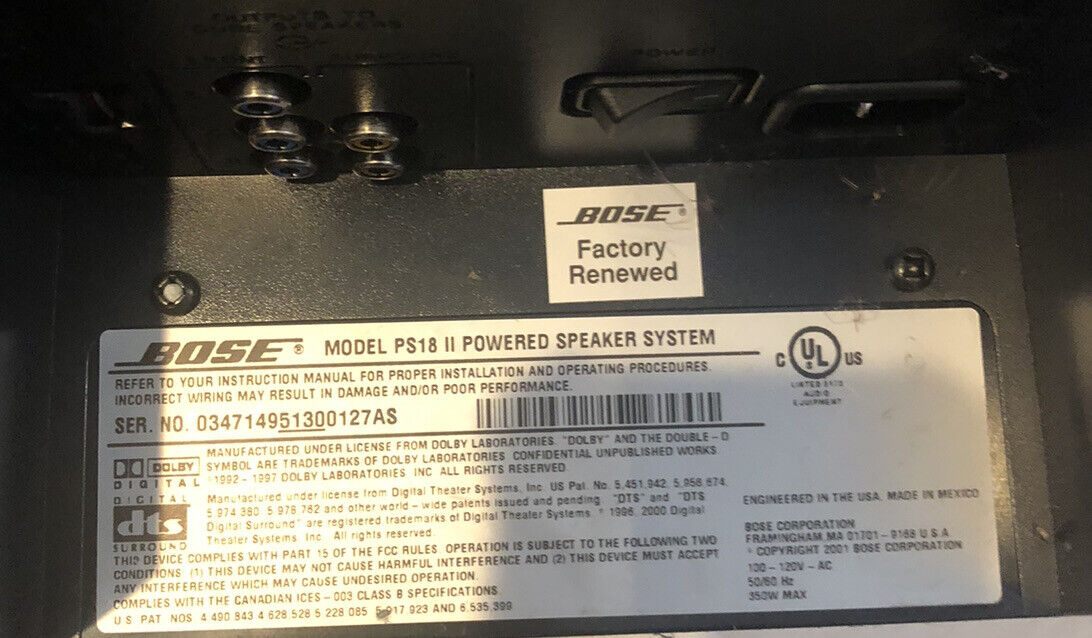 POWER
BOSE®
Factory
Renewed
BOSE® MODEL PS18 II POWERED SPEAKER SYSTEM
C UL US
REFER TO YOUR INSTRUCTION MANUAL FOR PROPER INSTALLATION AND OPERATING PROCEDURES.
INCORRECT WIRING MAY RESULT IN DAMAGE AND/OR POOR PERFORMANCE.
LISTED
AUDIO
EQUIPMENT
SER. NO. 034714951300127AS
MANUFACTURED UNDER LICENSE FROM DOLBY LABORATORIES. "DOLBY" AND THE DOUBLE - D
SYMBOL ARE TRADEMARKS OF DOLBY LABORATORIES CONFIDENTIAL UNPUBLISHED WORKS
©1992 - 1997 DOLBY LABORATORIES, INC ALL RIGHTS RESERVED.
DOLBY
DIGITAL
Manufactured under license from Digital Theater Systems, Inc. US Pat. No. 5,451,942, 5,956,674,
5,974,380, 5,978,762 and other world - wide patents issued and pending. "DTS" and "DTS
Digital Surround" are registered trademarks of Digital Theater Systems. © 1996, 2000 Digital
Theater Systems, Inc. All rights reserved.
DIGITAL
dts
SURROUND
THIS DEVICE COMPLIES WITH PART 15 OF THE FCC RULES. OPERATION IS SUBJECT TO THE FOLLOWING TWO
CONDITIONS. (1) THIS DEVICE MAY NOT CAUSE HARMFUL INTERFERENCE AND (2) THIS DEVICE MUST ACCEPT
ANY INTERFERENCE WHICH MAY CAUSE UNDESIRED OPERATION.
COMPLIES WITH THE CANADIAN ICES - 003 CLASS B SPECIFICATIONS.
U.S. PAT. NOS. 4 490 843 4 628 528 5 228 085 5 917 923 AND 6,535,399
ENGINEERED IN THE USA. MADE IN MEXICO
BOSE CORPORATION
FRAMINGHAM MA 01701 - 9168 U S A
© COPYRIGHT 2001 BOSE CORPORATION
100 - 120V ~ AC
50/60 Hz
350W MAX